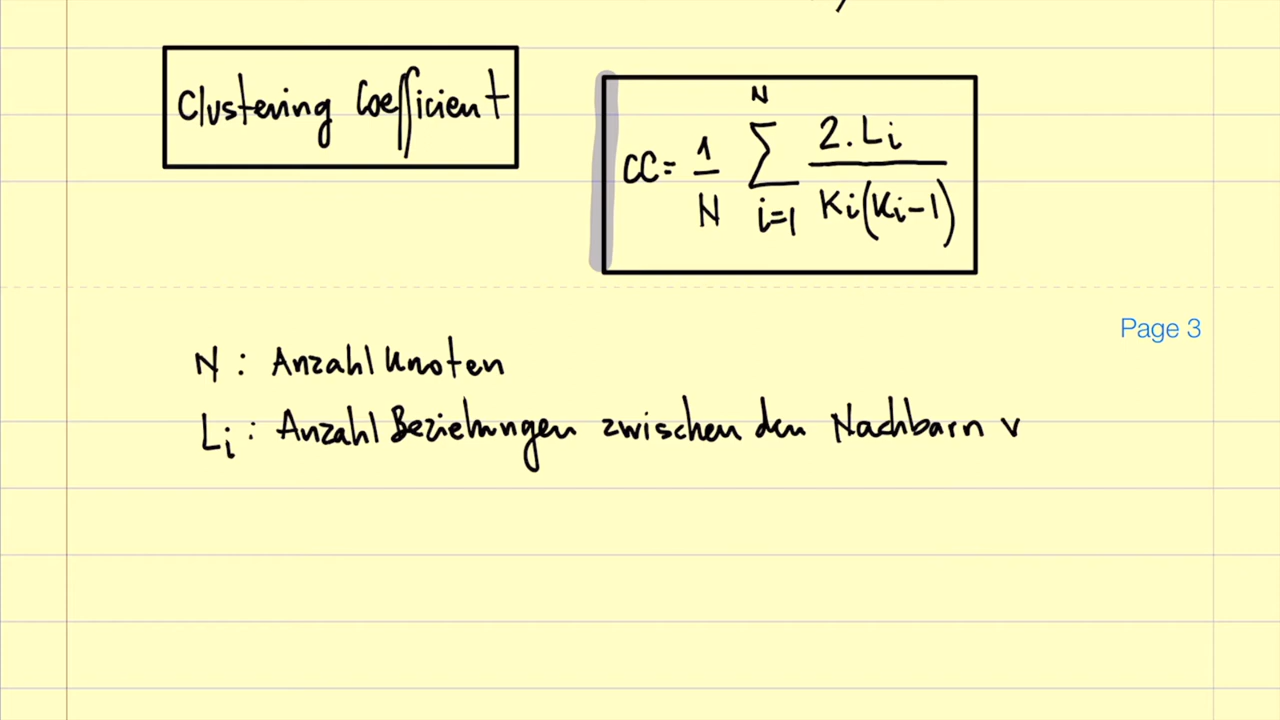 Clustering Coefficient
CC = 1/N N∑i=1 2.Li/Ki(Ki-1)
Page 3
N : Anzahl Knoten
Li : Anzahl Beziehungen zwischen den Nachbarn v